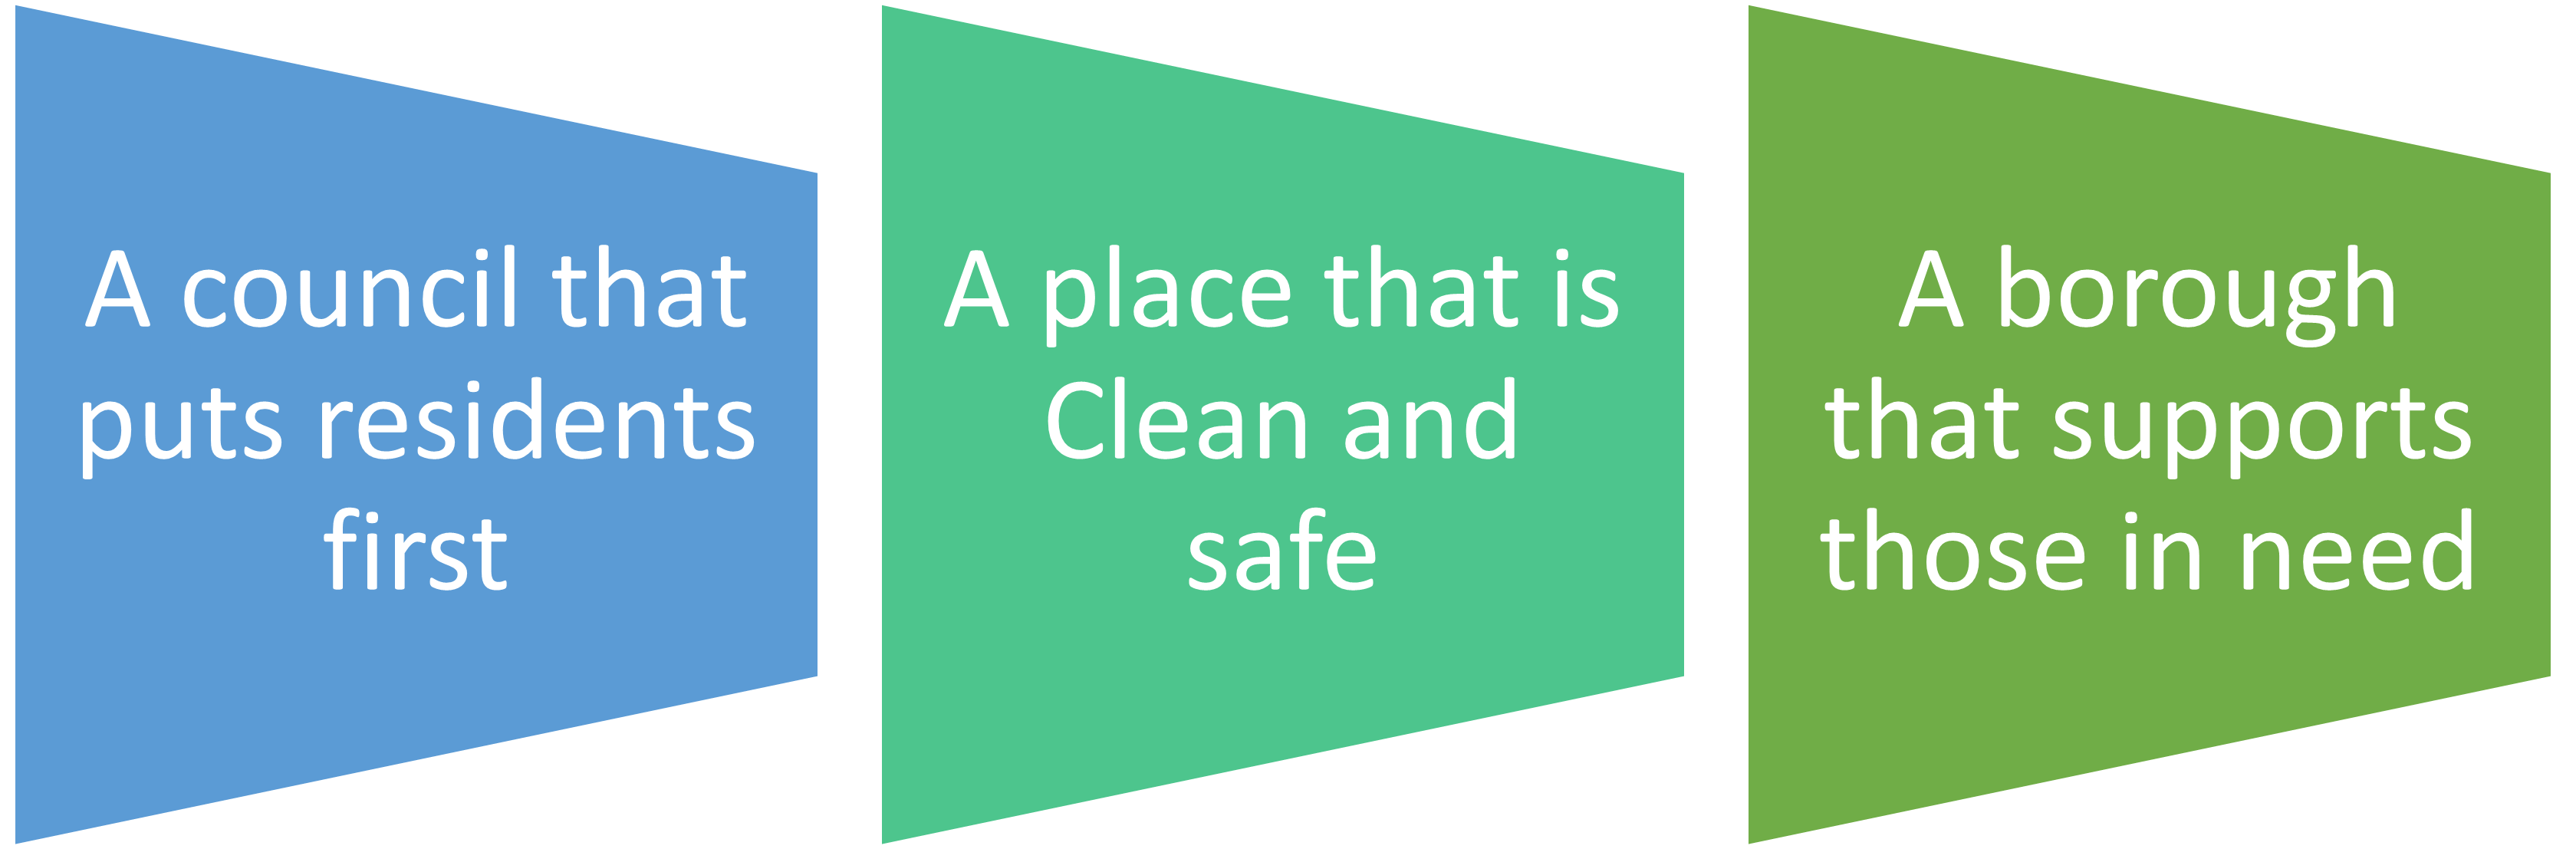 A council that
puts residents
first
A place that is
Clean and
safe
A borough
that supports
those in need